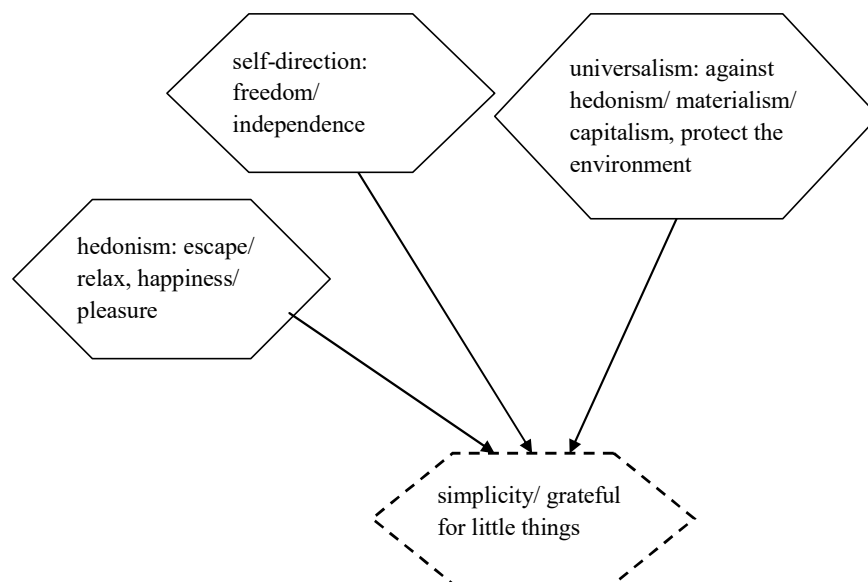 self-direction:
freedom/
independence
universalism: against
hedonism/ materialism/
capitalism, protect the
environment
hedonism: escape/
relax, happiness/
pleasure
simplicity/ grateful
for little things